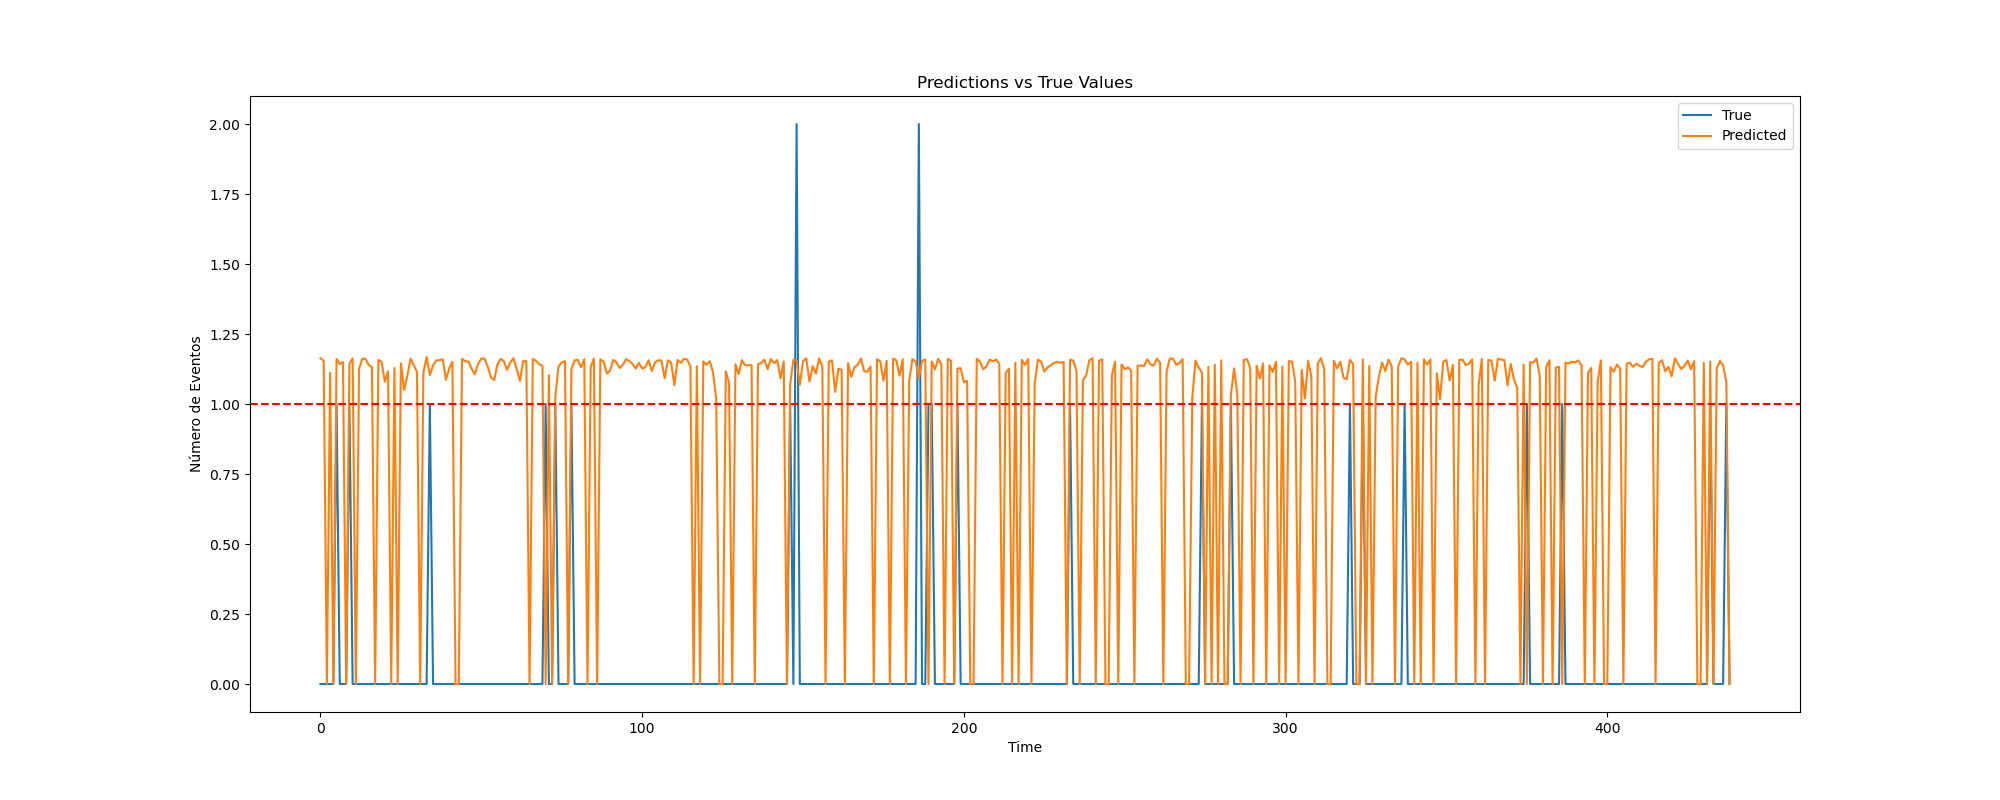 Predictions vs True Values
True
Predicted
Número de Eventos
2.00
1.75
1.50
1.25
1.00
0.75
0.50
0.25
0.00
0 100 200 300 400
Time